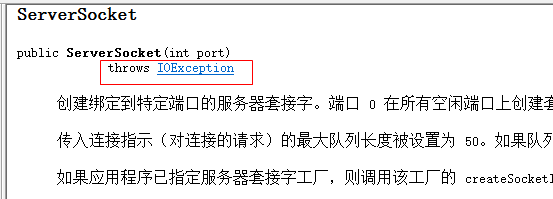 ServerSocket
public ServerSocket(int port)
throws IOException
创建绑定到特定端口的服务器套接字。端口 0 在所有空闲端口上创建套
传入连接指示（对连接的请求）的最大队列长度被设置为 50。如果队列
如果应用程序已指定服务器套接字工厂，则调用该工厂的 createSocketI